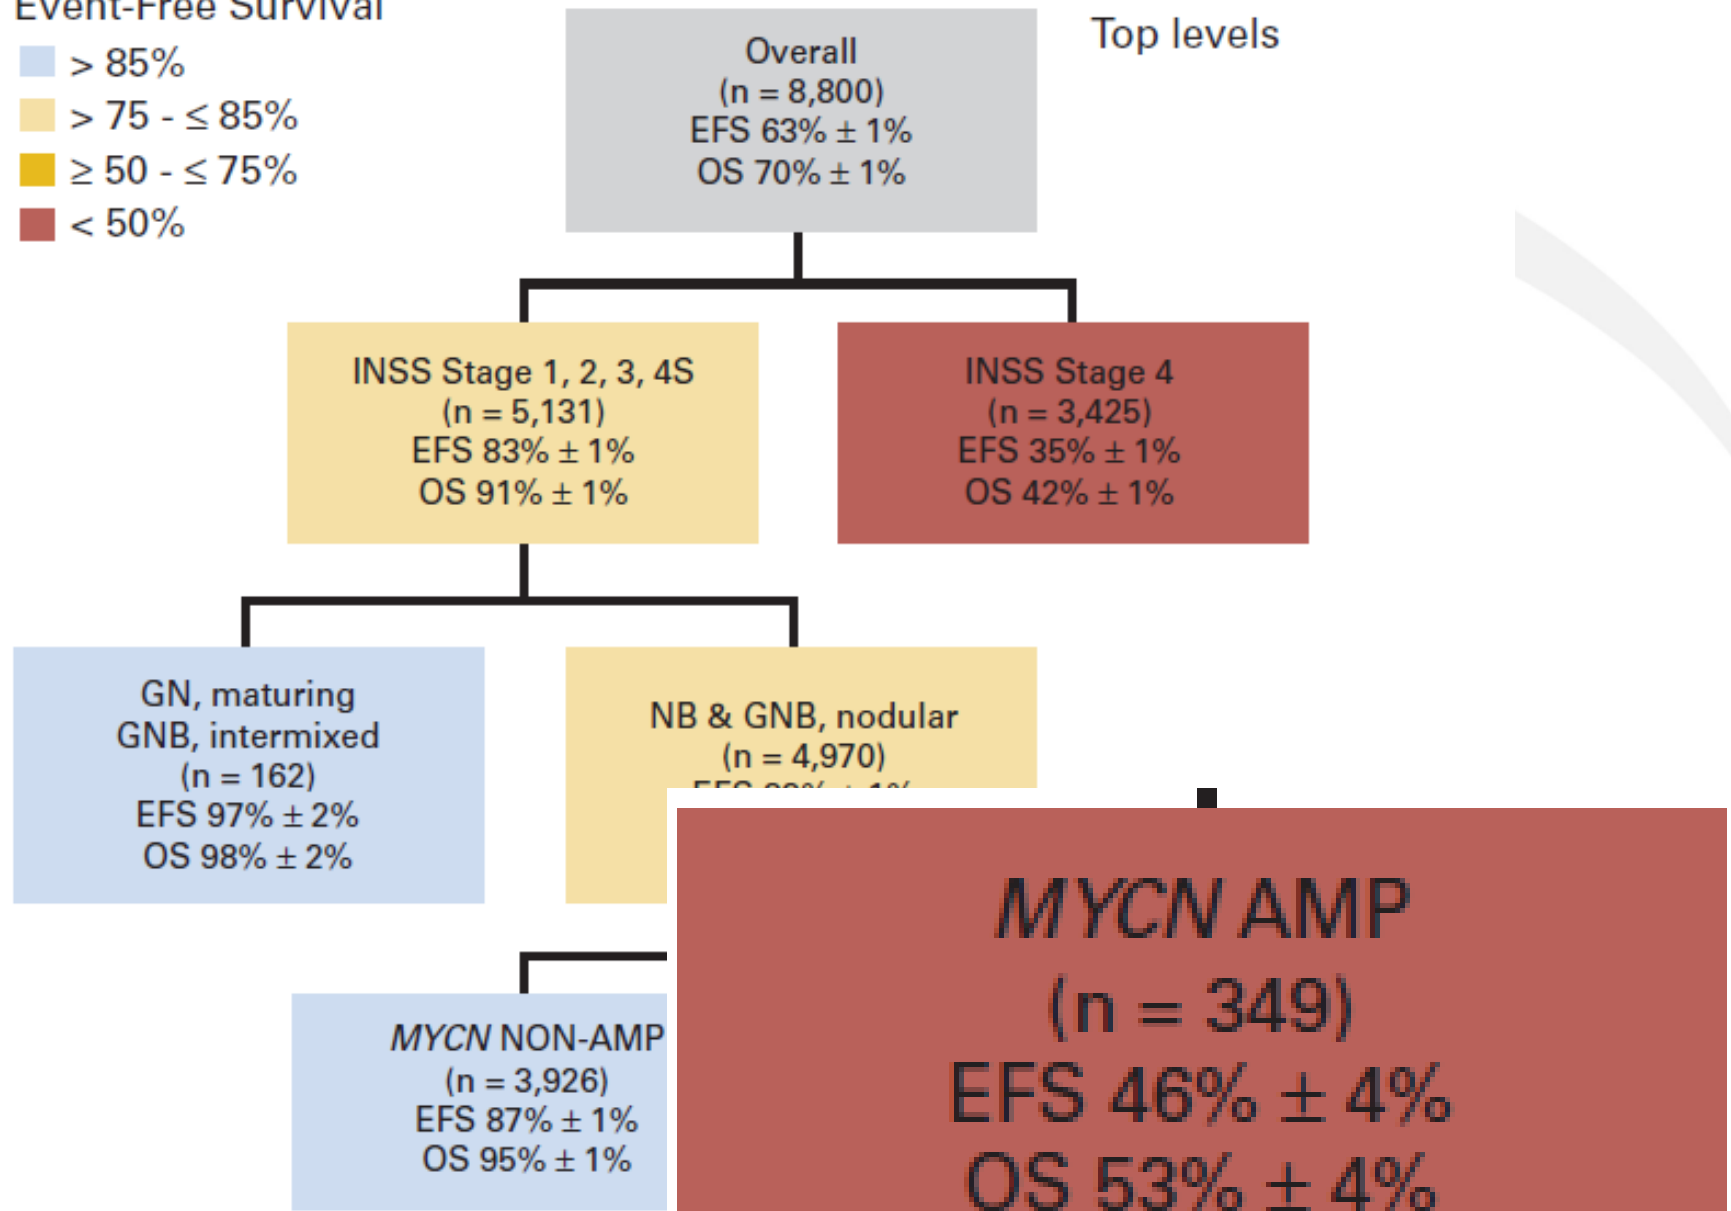 Event-Free Survival
> 85%
> 75 - ≤ 85%
≥ 50 - ≤ 75%
< 50%
Top levels
Overall
(n = 8,800)
EFS 63% ± 1%
OS 70% ± 1%
INSS Stage 1, 2, 3, 4S
(n = 5,131)
EFS 83% ± 1%
OS 91% ± 1%
INSS Stage 4
(n = 3,425)
EFS 35% ± 1%
OS 42% ± 1%
GN, maturing
GNB, intermixed
(n = 162)
EFS 97% ± 2%
OS 98% ± 2%
NB & GNB, nodular
(n = 4,970)
EFS ± 1%
MYCN NON-AMP
(n = 3,926)
EFS 87% ± 1%
OS 95% ± 1%
MYCN AMP
(n = 349)
EFS 46% ± 4%
OS 53% ± 4%